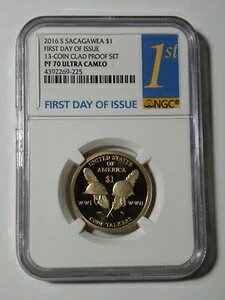 2016 S SACAGAWEA $1
FIRST DAY OF ISSUE
13-COIN CLAD PROOF SET
PF 70 ULTRA CAMEO
4392269-225
1st
NGC
FIRST DAY OF ISSUE
UNITED STATES
OF
AMERICA
$1
WWI WWII
CODE TALKERS